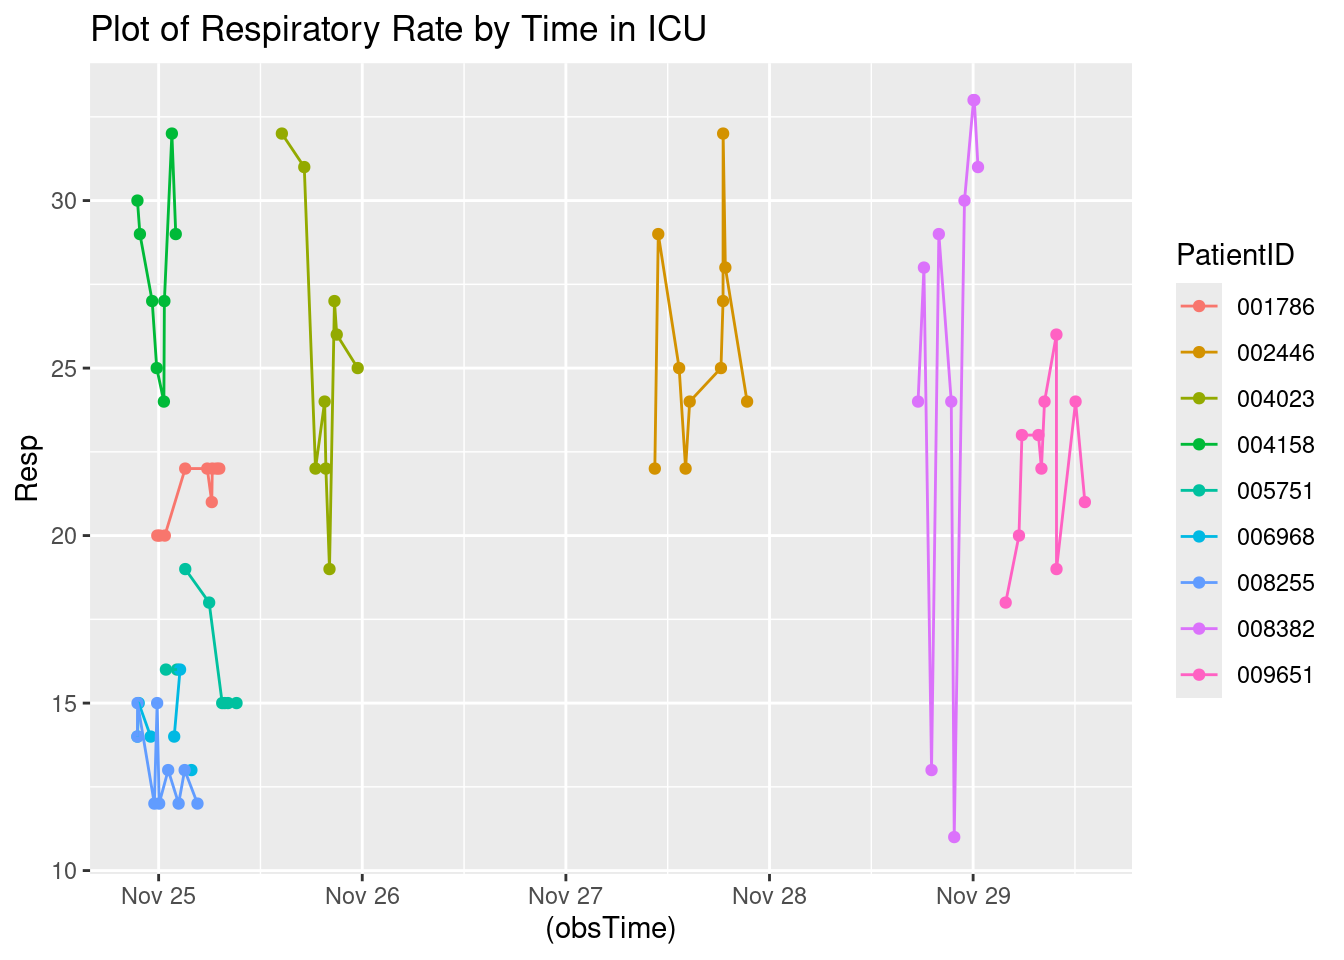 Plot of Respiratory Rate by Time in ICU
Resp
30
25
20
15
10
Nov 25
Nov 26
Nov 27
Nov 28
Nov 29
(obsTime)
PatientID
001786
002446
004023
004158
005751
006968
008255
008382
009651